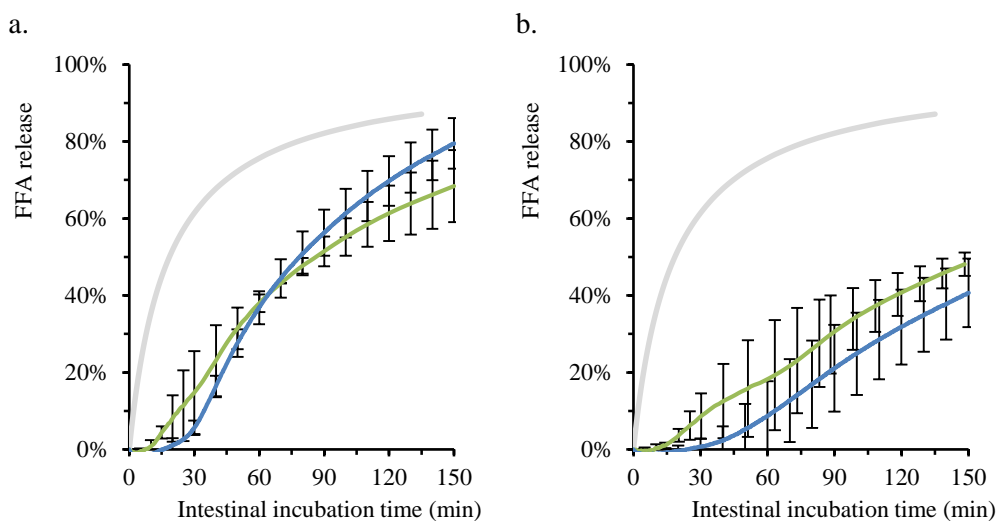 a.
100%
80%
60%
40%
20%
0%
FFA release
0 30 60 90 120 150
Intestinal incubation time (min)
b.
100%
80%
60%
40%
20%
0%
FFA release
0 30 60 90 120 150
Intestinal incubation time (min)